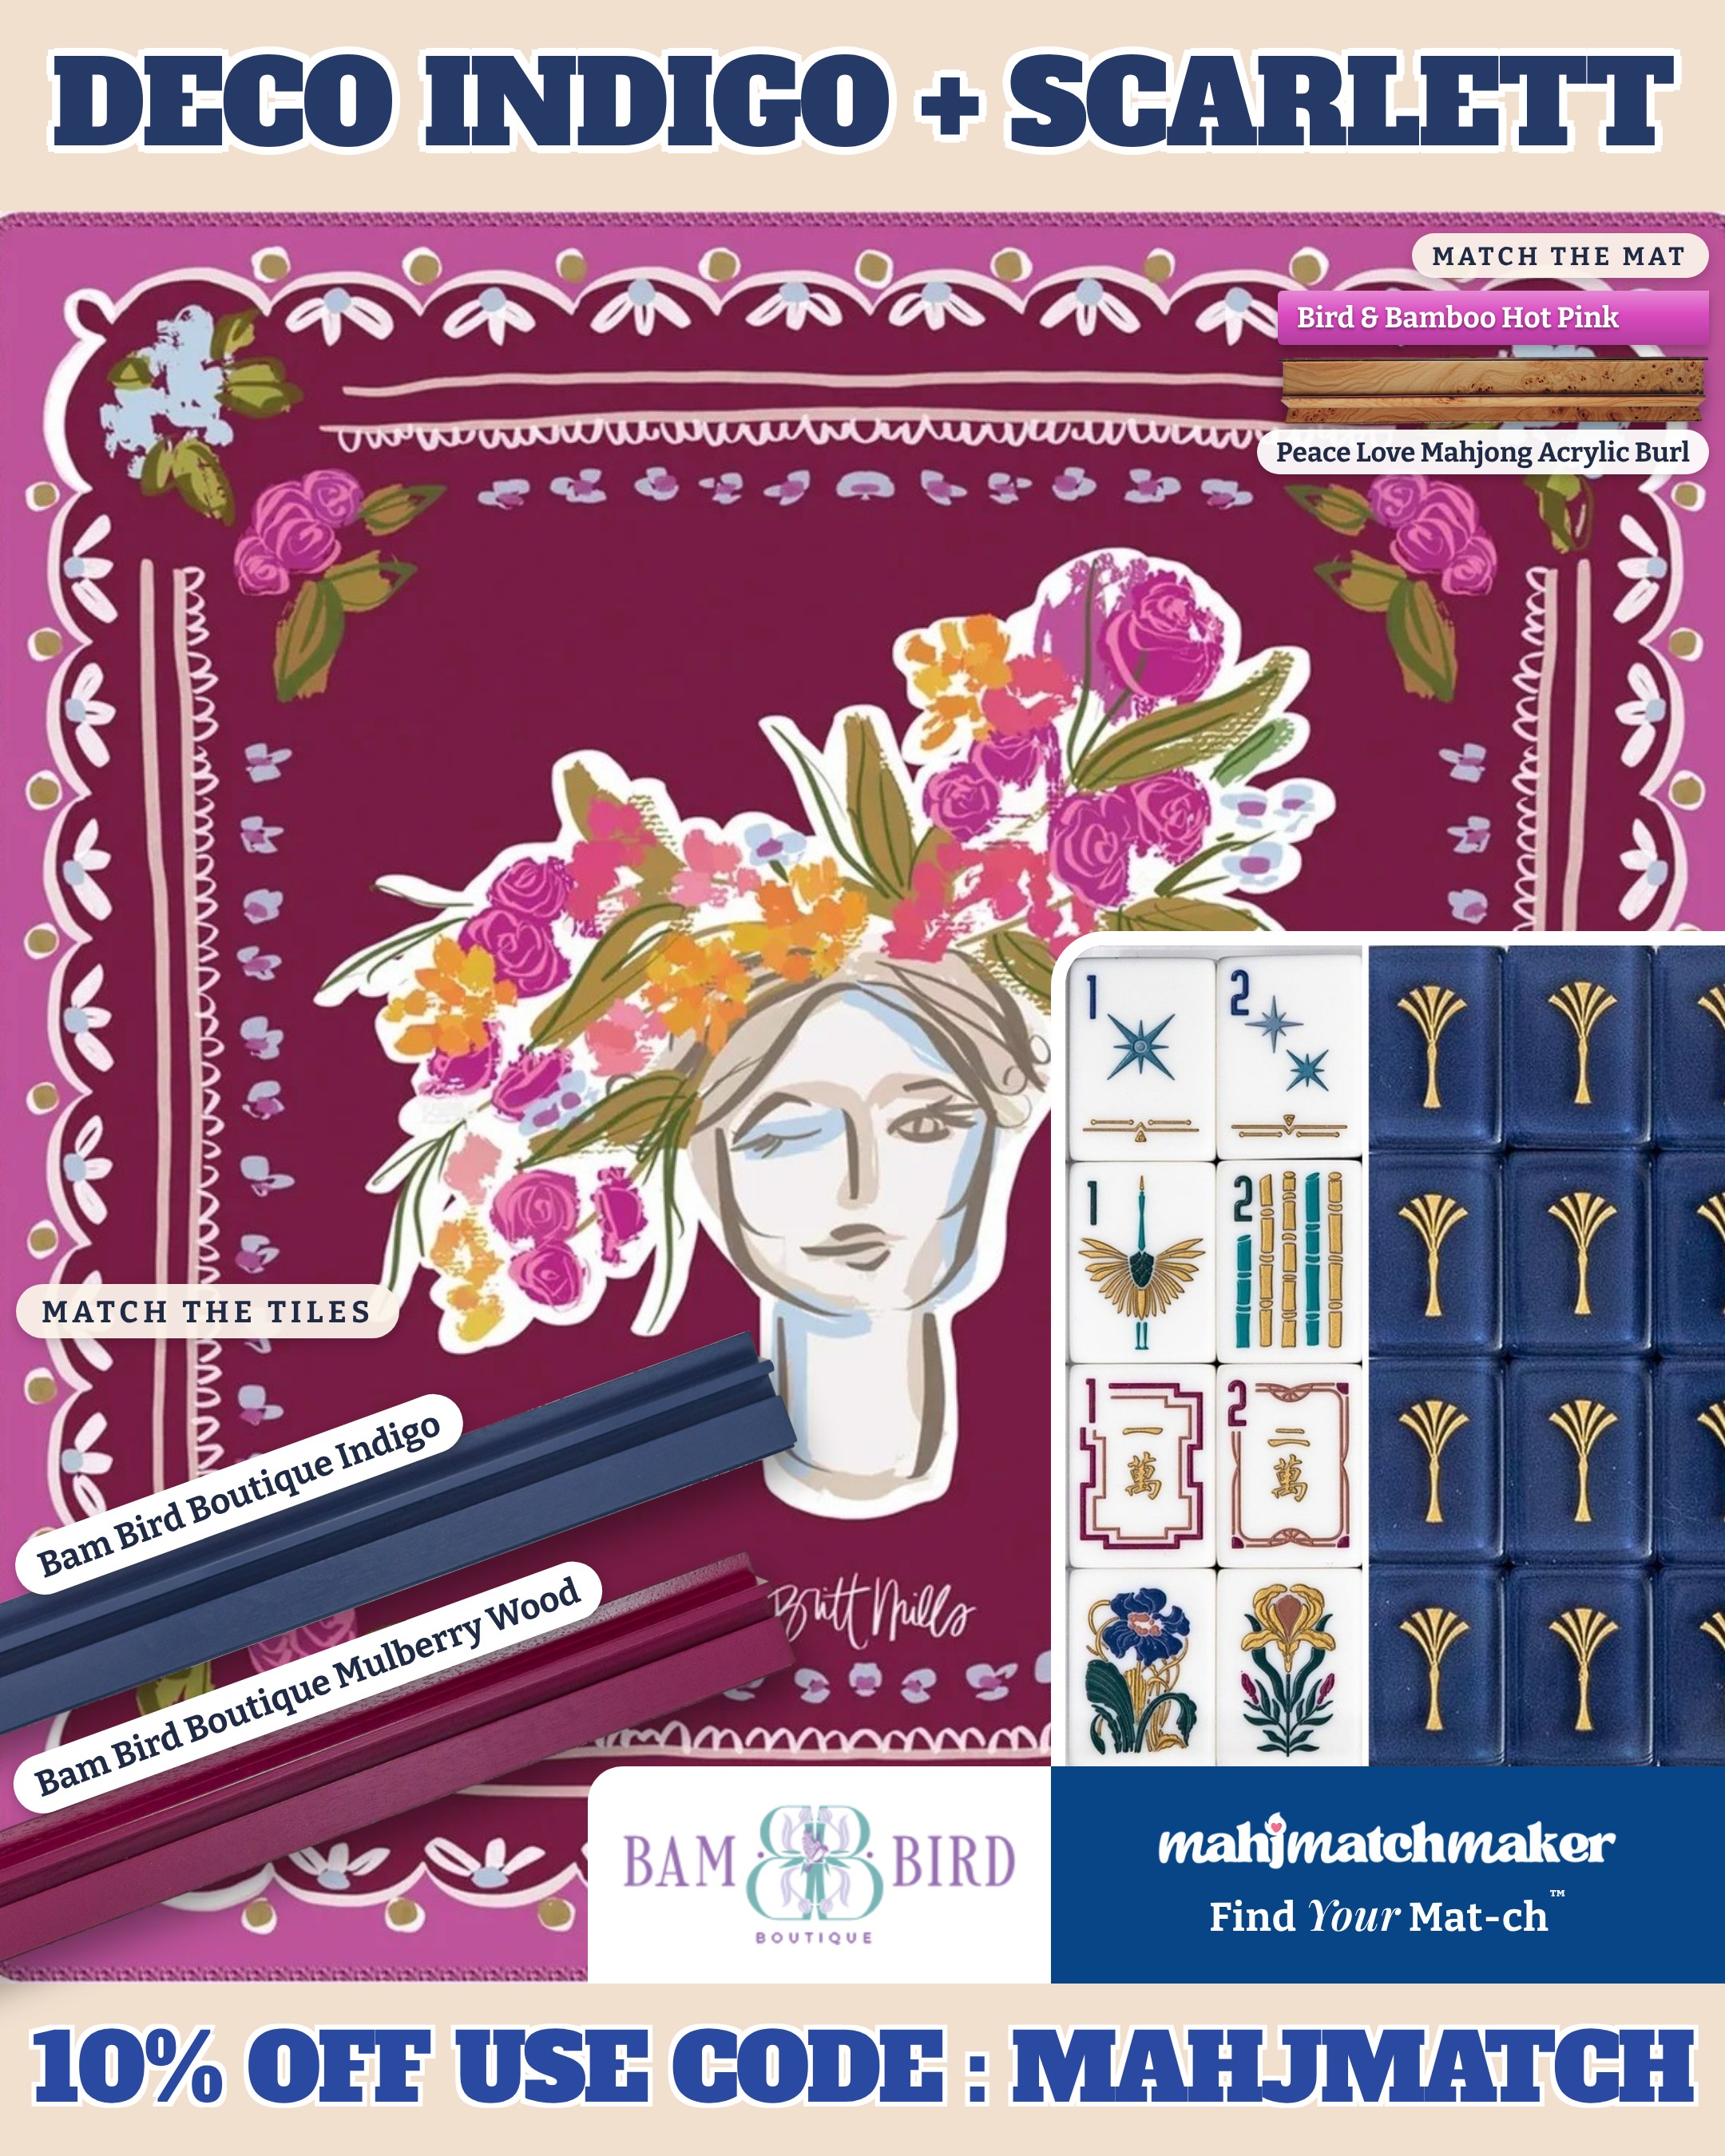 DECO INDIGO + SCARLETT
MATCH THE MAT
Bird & Bamboo Hot Pink
Peace Love Mahjong Acrylic Burl
1
2
1
2
MATCH THE TILES
Bam Bird Boutique Indigo
1
一
萬
2
二
萬
Bam Bird Boutique Mulberry Wood
Britt Mills
BAM BIRD
BOUTIQUE
mahjmatchmaker
Find Your Mat-ch™
10% OFF USE CODE : MAHJMATCH